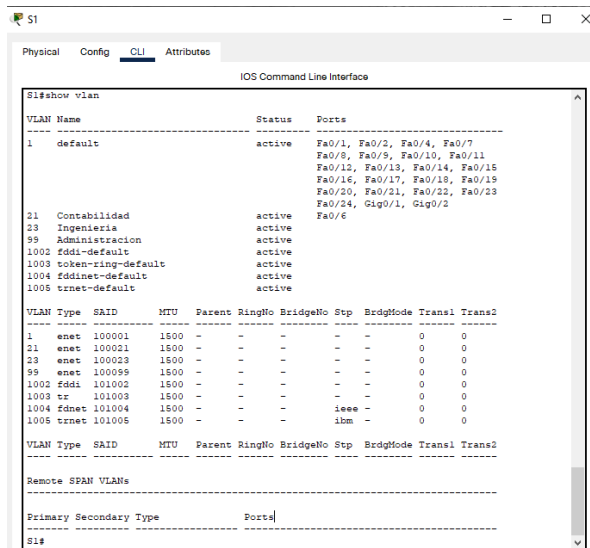 S1
Physical Config CLI Attributes
IOS Command Line Interface
S1#show vlan
VLAN Name Status Ports
---- -------------------------------- --------- -------------------------------
1 default active Fa0/1, Fa0/2, Fa0/4, Fa0/7
Fa0/8, Fa0/9, Fa0/10, Fa0/11
Fa0/12, Fa0/13, Fa0/14, Fa0/15
Fa0/16, Fa0/17, Fa0/18, Fa0/19
Fa0/20, Fa0/21, Fa0/22, Fa0/23
Fa0/24, Gig0/1, Gig0/2
21 Contabilidad active Fa0/6
23 Ingenieria active
99 Administracion active
1002 fddi-default active
1003 token-ring-default active
1004 fddinet-default active
1005 trnet-default active
VLAN Type SAID MTU Parent RingNo BridgeNo Stp BrdgMode Trans1 Trans2
---- ----- ---------- ----- ------ ------ -------- ---- -------- ------ ------
1 enet 100001 1500 - - - - - 0 0
21 enet 100021 1500 - - - - - 0 0
23 enet 100023 1500 - - - - - 0 0
99 enet 100099 1500 - - - - - 0 0
1002 fddi 101002 1500 - - - - - 0 0
1003 tr 101003 1500 - - - - - 0 0
1004 fdnet 101004 1500 - - - ieee - 0 0
1005 trnet 101005 1500 - - - ibm - 0 0
VLAN Type SAID MTU Parent RingNo BridgeNo Stp BrdgMode Trans1 Trans2
---- ----- ---------- ----- ------ ------ -------- ---- -------- ------ ------
Remote SPAN VLANs
------------------------------------------------------------------------------
Primary Secondary Type Ports
------- --------- ----------------- ------------------------------------------
S1#